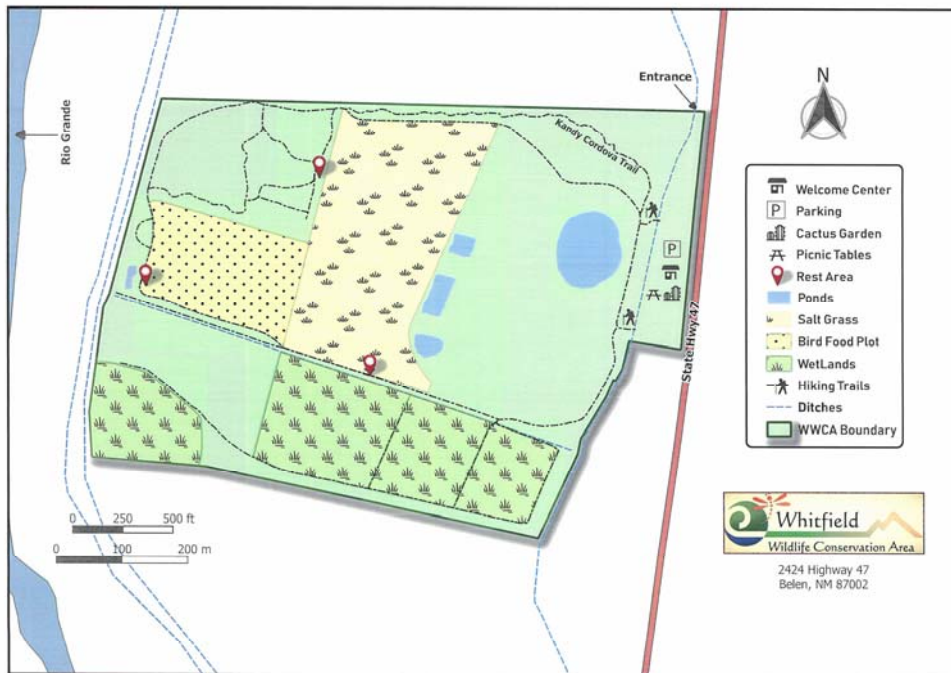 Entrance
N
Rio Grande
Kandy Cordova Trail
State Hwy 47
P
P
Welcome Center
Parking
Cactus Garden
Picnic Tables
Rest Area
Ponds
Salt Grass
Bird Food Plot
WetLands
Hiking Trails
Ditches
WWCA Boundary
0 250 500 ft
0 100 200 m
Whitfield
Wildlife Conservation Area
2424 Highway 47
Belen, NM 87002